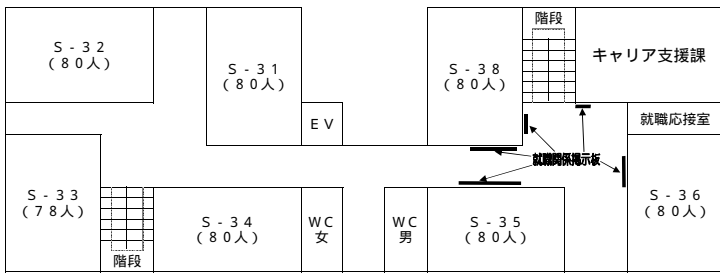 階段
S-32
(80人)
S-31
(80人)
S-38
(80人)
キャリア支援課
EV
就職応接室
就職関係掲示板
S-33
(78人)
S-34
(80人)
WC
女
WC
男
S-35
(80人)
S-36
(80人)
階段